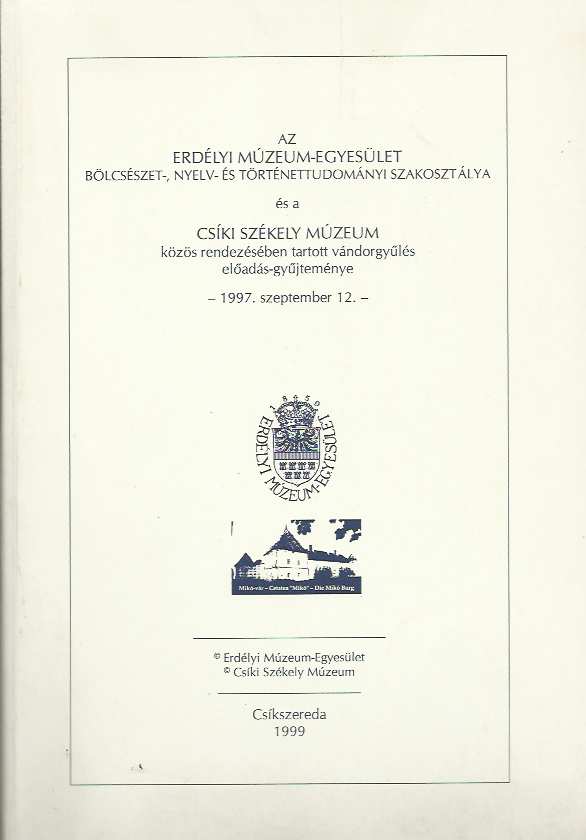 AZ
ERDÉLYI MÚZEUM-EGYESÜLET
BÖLCSÉSZET-, NYELV- ÉS TÖRTÉNETTUDOMÁNYI SZAKOSZTÁLYA
és a
CSÍKI SZÉKELY MÚZEUM
közös rendezésében tartott vándorgyűlés
előadás-gyűjteménye
– 1997. szeptember 12. –
1859
ERDÉLYI MÚZEUM-EGYESÜLET
Mikó-vár – Cetatea "Mikó" – Die Mikó Burg
© Erdélyi Múzeum-Egyesület
© Csíki Székely Múzeum
Csíkszereda
1999